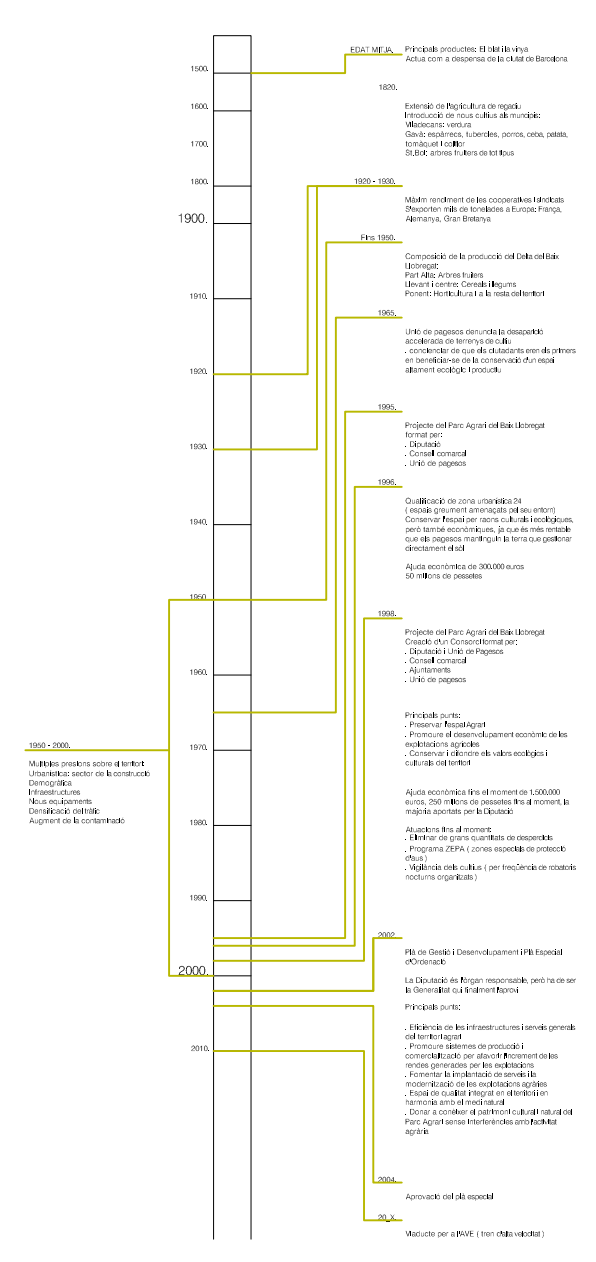 EDAT MITJA.
Principals productes: El blat i la vinya
Actua com a despensa de la ciutat de Barcelona
1820.
Extensió de l'agricultura de regadiu
Introducció de nous cultius als muncipis:
Viladecans: verdura
Gavà: espàrrecs, tubercles, porros, ceba, patata,
tomàquet i coliflor
St.Boi: arbres fruiters de tot tipus
1920 - 1930.
Màxim rendiment de les cooperatives i sindicats
S'exporten mils de tonelades a Europa: França,
Alemanya, Gran Bretanya
Fins 1950.
Composició de la producció del Delta del Baix
Llobregat:
Part Alta: Arbres fruiters
Llevant i centre: Cereals i llegums
Ponent: Horticultura i a la resta del territori
1965.
Unió de pagesos denuncia la desaparició
accelerada de terrenys de cultiu
. concienciar de que els ciutadants eren els primers
en beneficiar-se de la conservació d'un espai
altament ecològic i productiu
1995.
Projecte del Parc Agrari del Baix Llobregat
format per:
. Diputació
. Consell comarcal
. Unió de pagesos
1996.
Qualificació de zona urbanística 24
( espais greument amenaçats pel seu entorn)
Conservar l'espai per raons culturals i ecològiques,
però també econòmiques, ja que és més rentable
que els pagesos mantinguin la terra que gestionar
directament el sòl
Ajuda econòmica de 300.000 euros
50 millons de pessetes
1998.
Projecte del Parc Agrari del Baix Llobregat
Creació d'un Consorci format per:
. Diputació i Unió de Pagesos
. Consell comarcal
. Ajuntaments
. Unió de pagesos
Principals punts:
. Preservar l'espai Agrari
. Promoure el desenvolupament econòmic de les
explotacions agrícoles
. Conservar i difondre els valors ecològics i
culturals del territori
Ajuda econòmica fins el moment de 1.500.000
euros, 250 millons de pessetes fins al moment, la
majoria aportats per la Diputació
Atuacions fins al moment:
. Eliminar de grans quantitats de desperdicis
. Programa ZEPA ( zones especials de protecció
d'aus )
. Vigilància dels cultius ( per freqüència de robatoris
nocturns organitzats )
2002.
Plà de Gestió i Desenvolupament i Plà Especial
d'Ordenació
La Diputació és l'òrgan responsable, però ha de ser
la Generalitat qui finalment l'aprovi
Principals punts:
. Eficiència de les infraestructures i serveis generals
del territori agrari
. Promoure sistemes de producció i
comercialització per afavorir l'increment de les
rendes generades per les explotacions
. Fomentar la implantació de serveis i la
modernització de les explotacions agràries
. Espai de qualitat integrat en el territori i en
harmonia amb el medi natural
. Donar a conèixer el patrimoni cultural i natural del
Parc Agrari sense interferències amb l'activitat
agrària
2004.
Aprovació del plà especial
20_X.
Viaducte per a l'AVE ( tren d'alta velocitat )
1500.
1600.
1700.
1800.
1900.
1910.
1920.
1930.
1940.
1950.
1960.
1970.
1980.
1990.
2000.
2010.
1950 - 2000.
Multiples presions sobre el territori:
Urbanística: sector de la construcció
Demogràfica
Infraestructures
Nous equipaments
Densificació del tràfic
Augment de la contaminadó